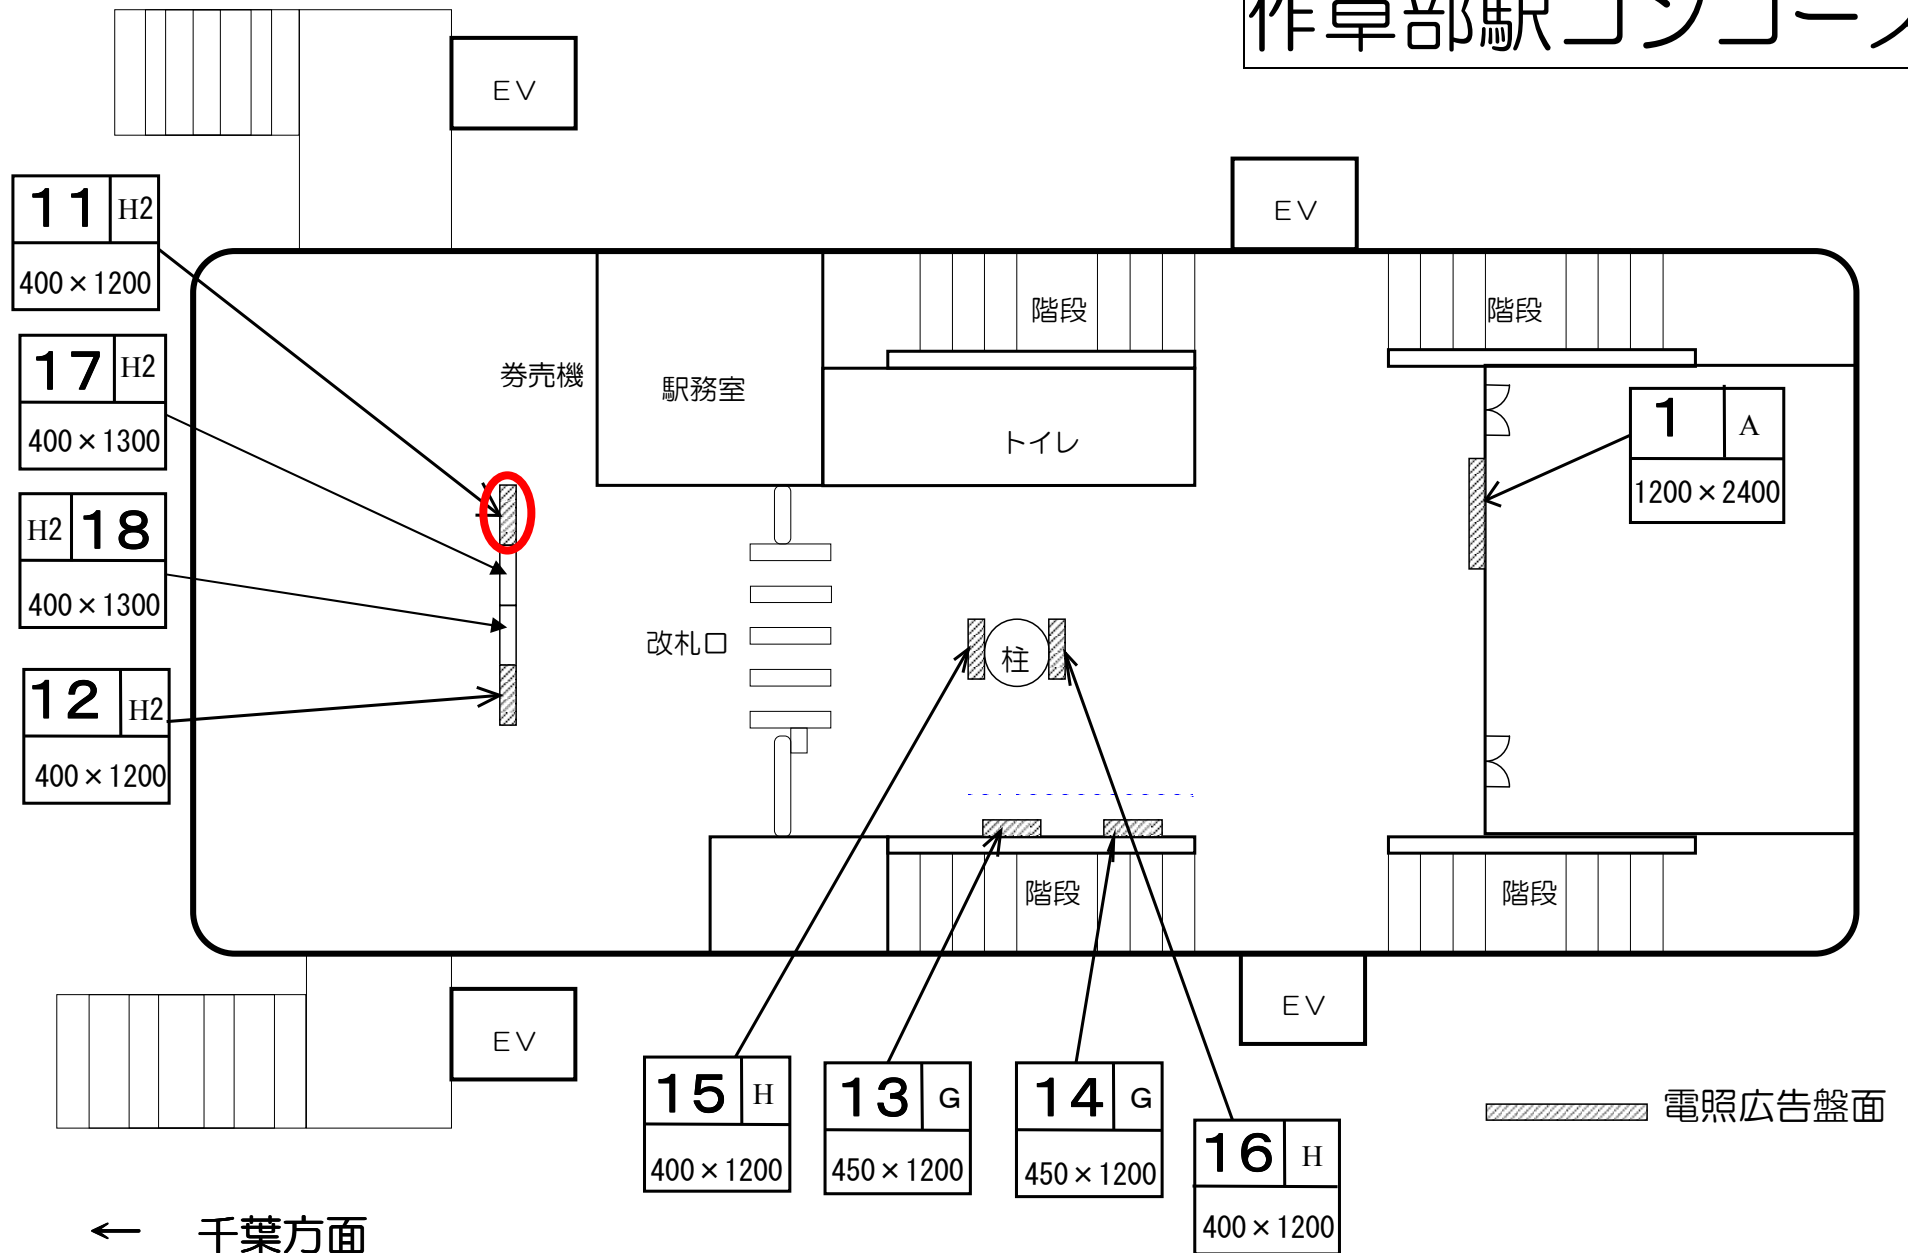 作草部駅コンコース
ＥＶ
ＥＶ
11 H2
400×1200
17 H2
400×1300
H2 18
400×1300
12 H2
400×1200
券売機
駅務室
階段
階段
トイレ
1 A
1200×2400
改札口
柱
階段
階段
ＥＶ
ＥＶ
15 H
400×1200
13 G
450×1200
14 G
450×1200
16 H
400×1200
電照広告盤面
← 千葉方面